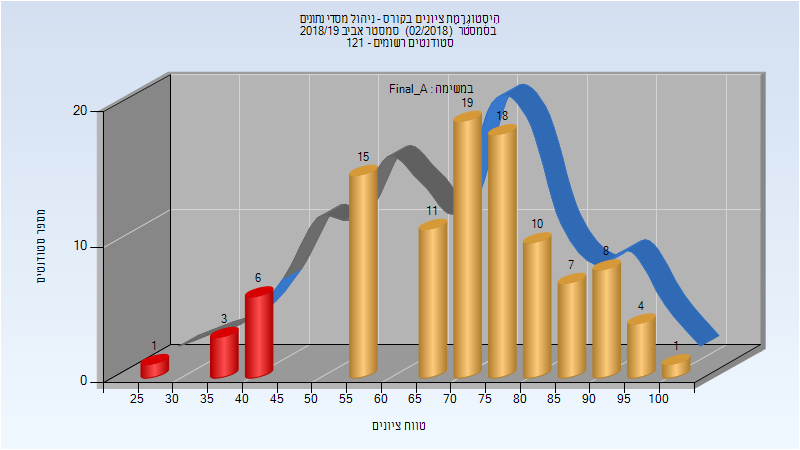 היסטוגרמת ציונים בקורס - ניהול מסדי נתונים
בסמסטר (02/2018) סמסטר אביב 2018/19
סטודנטים רשומים - 121
במשימה : Final_A
מספר סטודנטים
20
10
0
1
3
6
15
11
19
18
10
7
8
4
1
25 30 35 40 45 50 55 60 65 70 75 80 85 90 95 100
טווח ציונים